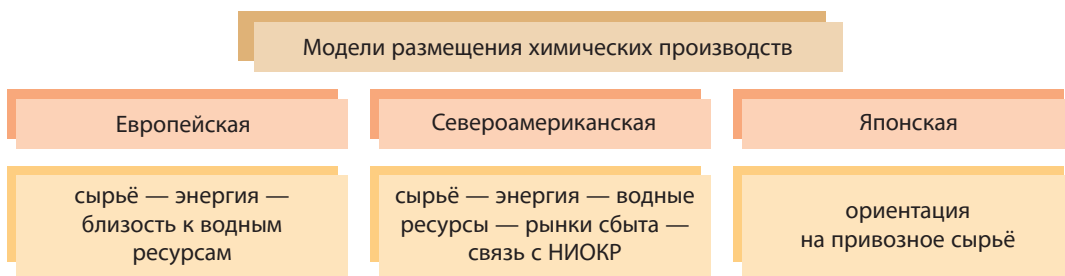 Модели размещения химических производств
Европейская
сырьё — энергия —
близость к водным
ресурсам
Североамериканская
сырьё — энергия — водные
ресурсы — рынки сбыта —
связь с НИОКР
Японская
ориентация
на привозное сырьё